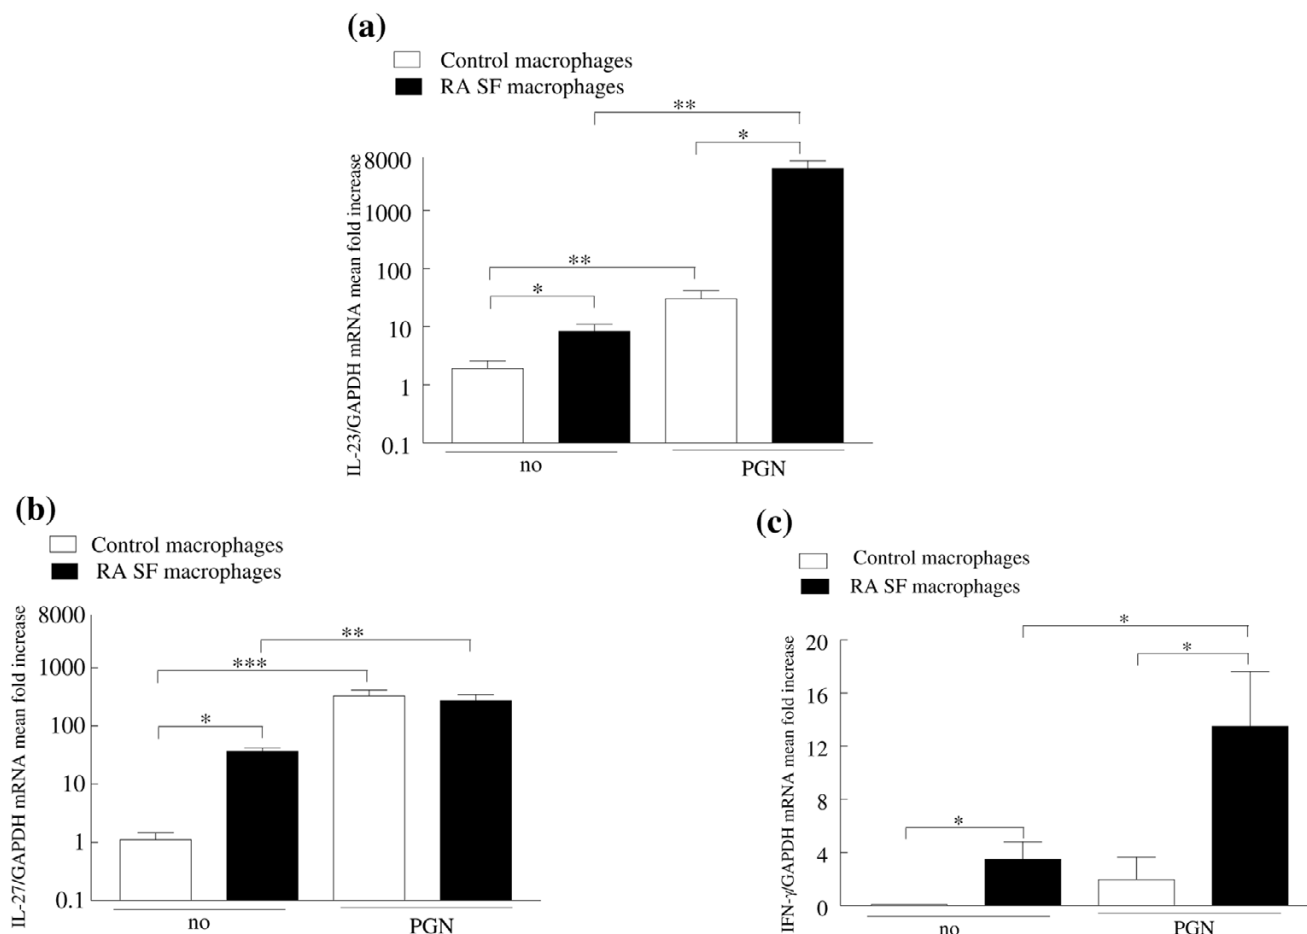 (a)
Control macrophages
RA SF macrophages
**
*
**
*
IL-23/GAPDH mRNA mean fold increase
8000
1000
100
10
1
0.1
no
PGN
(b)
Control macrophages
RA SF macrophages
**
***
*
IL-27/GAPDH mRNA mean fold increase
8000
1000
100
10
1
0.1
no
PGN
(c)
Control macrophages
RA SF macrophages
*
*
*
IFN-γ/GAPDH mRNA mean fold increase
20
16
12
8
4
0
no
PGN